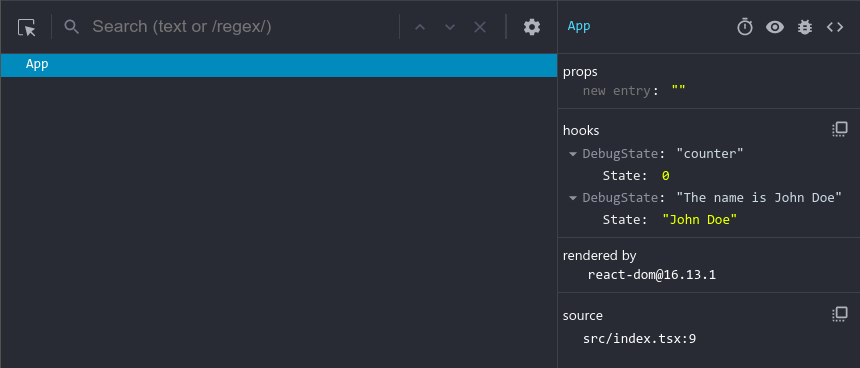 Search (text or /regex/)
App
App
props
new entry: ""
hooks
DebugState: "counter"
State: 0
DebugState: "The name is John Doe"
State: "John Doe"
rendered by
react-dom@16.13.1
source
src/index.tsx:9